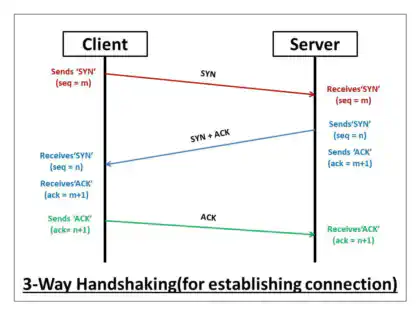 Client
Server
Sends 'SYN'
(seq = m)
SYN
Receives'SYN'
(seq = m)
Sends'SYN'
(seq = n)
SYN + ACK
Sends 'ACK'
(ack = m+1)
Receives'SYN'
(seq = n)
Receives'ACK'
(ack = m+1)
Sends 'ACK'
(ack= n+1)
ACK
Receives'ACK'
(ack = n+1)
3-Way Handshaking(for establishing connection)